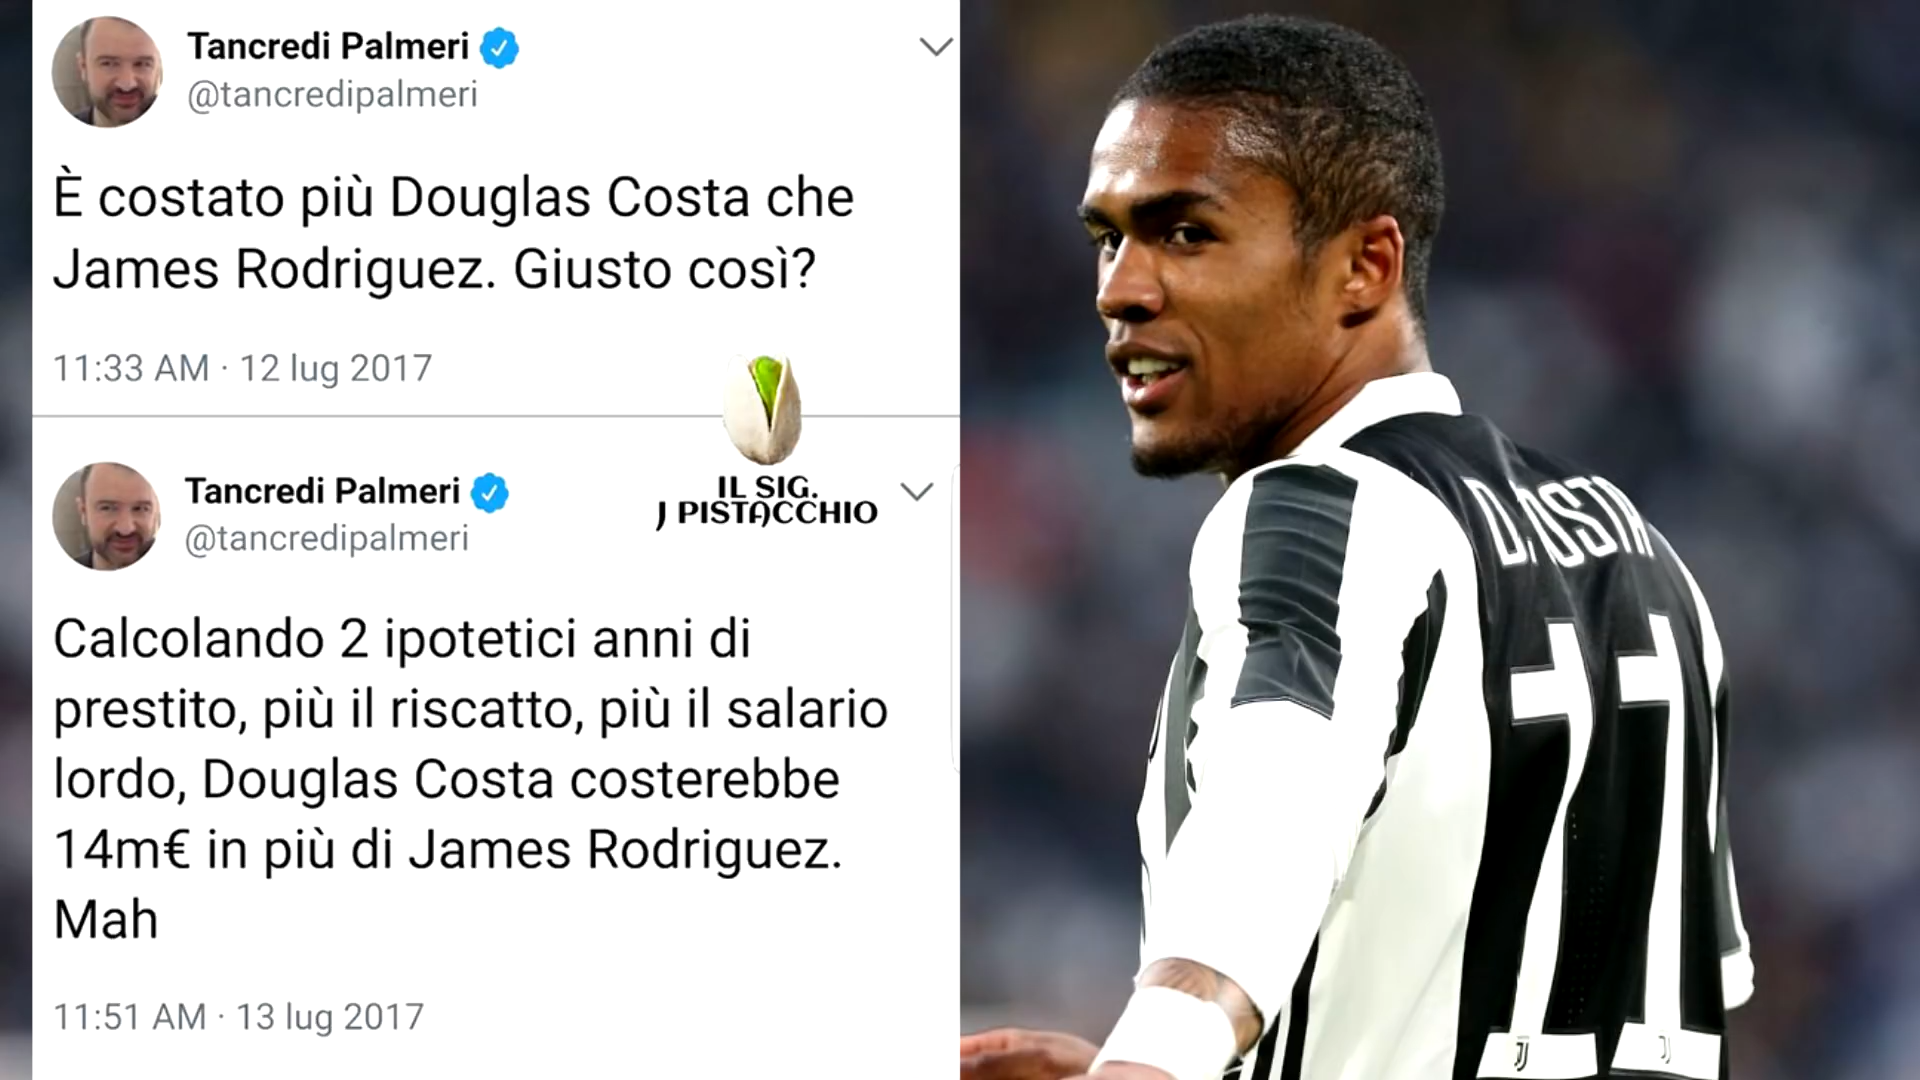 Tancredi Palmeri
@tancredipalmeri
È costato più Douglas Costa che
James Rodriguez. Giusto così?
11:33 AM · 12 lug 2017
Tancredi Palmeri
@tancredipalmeri
IL SIG.
J PISTACCHIO
Calcolando 2 ipotetici anni di
prestito, più il riscatto, più il salario
lordo, Douglas Costa costerebbe
14m€ in più di James Rodriguez.
Mah
11:51 AM · 13 lug 2017
D.COSTA
11